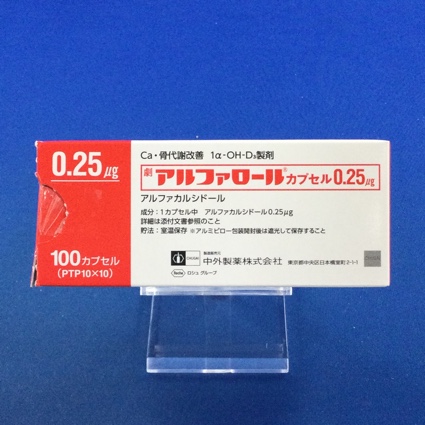 0.25μg
100カプセル
(PTP10×10)
Ca・骨代謝改善 1α-OH-D₃製剤
劇 アルファロール®カプセル0.25μg
アルファカルシドール
成分：1カプセル中 アルファカルシドール0.25μg
詳細は添付文書参照のこと
貯法：室温保存 ※アルミピロー包装開封後は遮光して保存すること
製造販売元
中外製薬株式会社 東京都中央区日本橋室町2-1-1
Roche ロシュ グループ